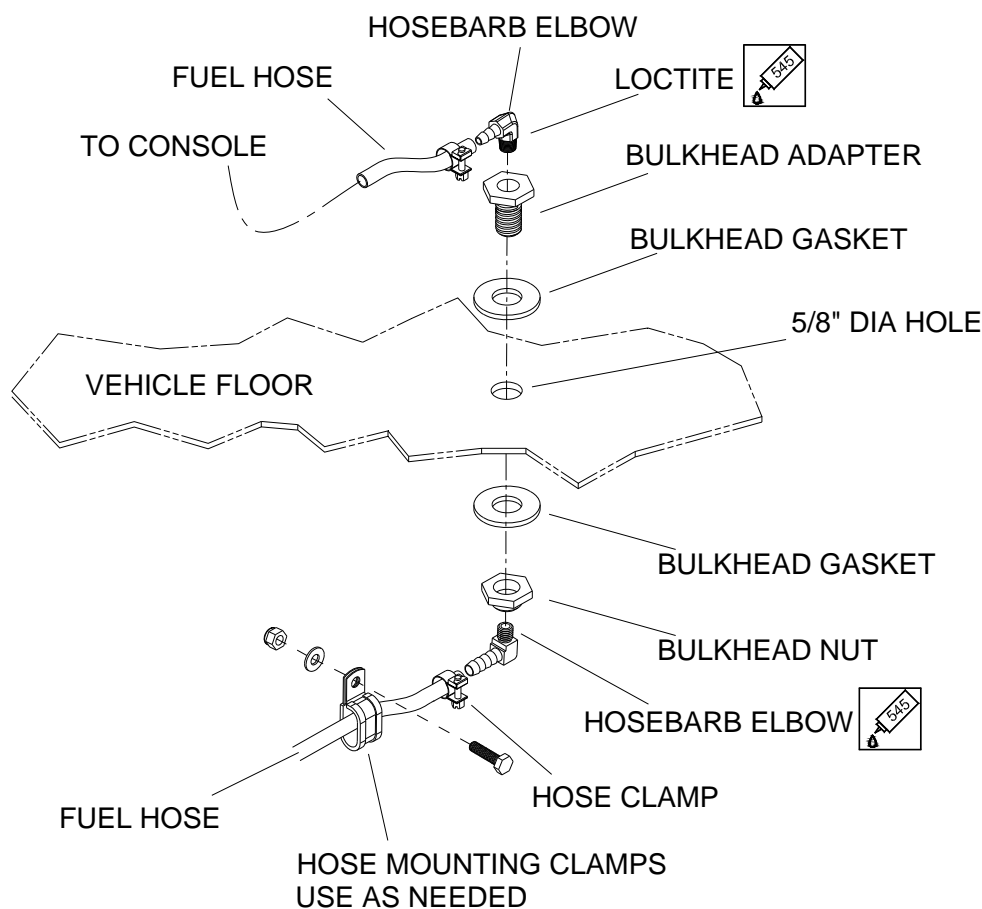 HOSEBARB ELBOW
FUEL HOSE
LOCTITE
545
TO CONSOLE
BULKHEAD ADAPTER
BULKHEAD GASKET
5/8" DIA HOLE
VEHICLE FLOOR
BULKHEAD GASKET
BULKHEAD NUT
HOSEBARB ELBOW
545
HOSE CLAMP
FUEL HOSE
HOSE MOUNTING CLAMPS
USE AS NEEDED